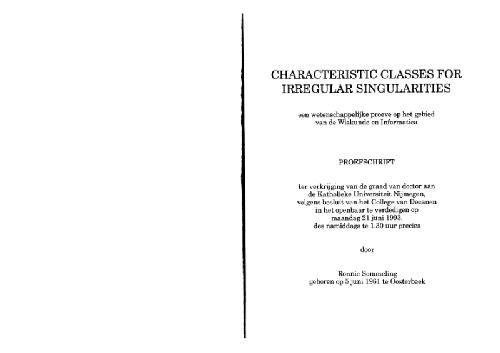 CHARACTERISTIC CLASSES FOR
IRREGULAR SINGULARITIES
een wetenschappelijke proeve op het gebied
van de Wiskunde en Informatica
PROEFSCHRIFT
ter verkrijging van de graad van doctor aan
de Katholieke Universiteit Nijmegen,
volgens besluit van het College van Decanen
in het openbaar te verdedigen op
maandag 21 juni 1993,
des namiddags te 1.30 uur precies
door
Ronnie Sommeling
geboren op 5 juni 1961 te Oosterbeek